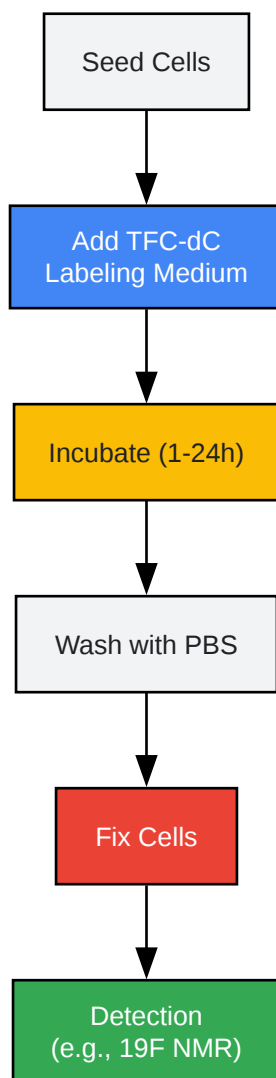 Seed Cells
Add TFC-dC
Labeling Medium
Incubate (1-24h)
Wash with PBS
Fix Cells
Detection
(e.g., 19F NMR)